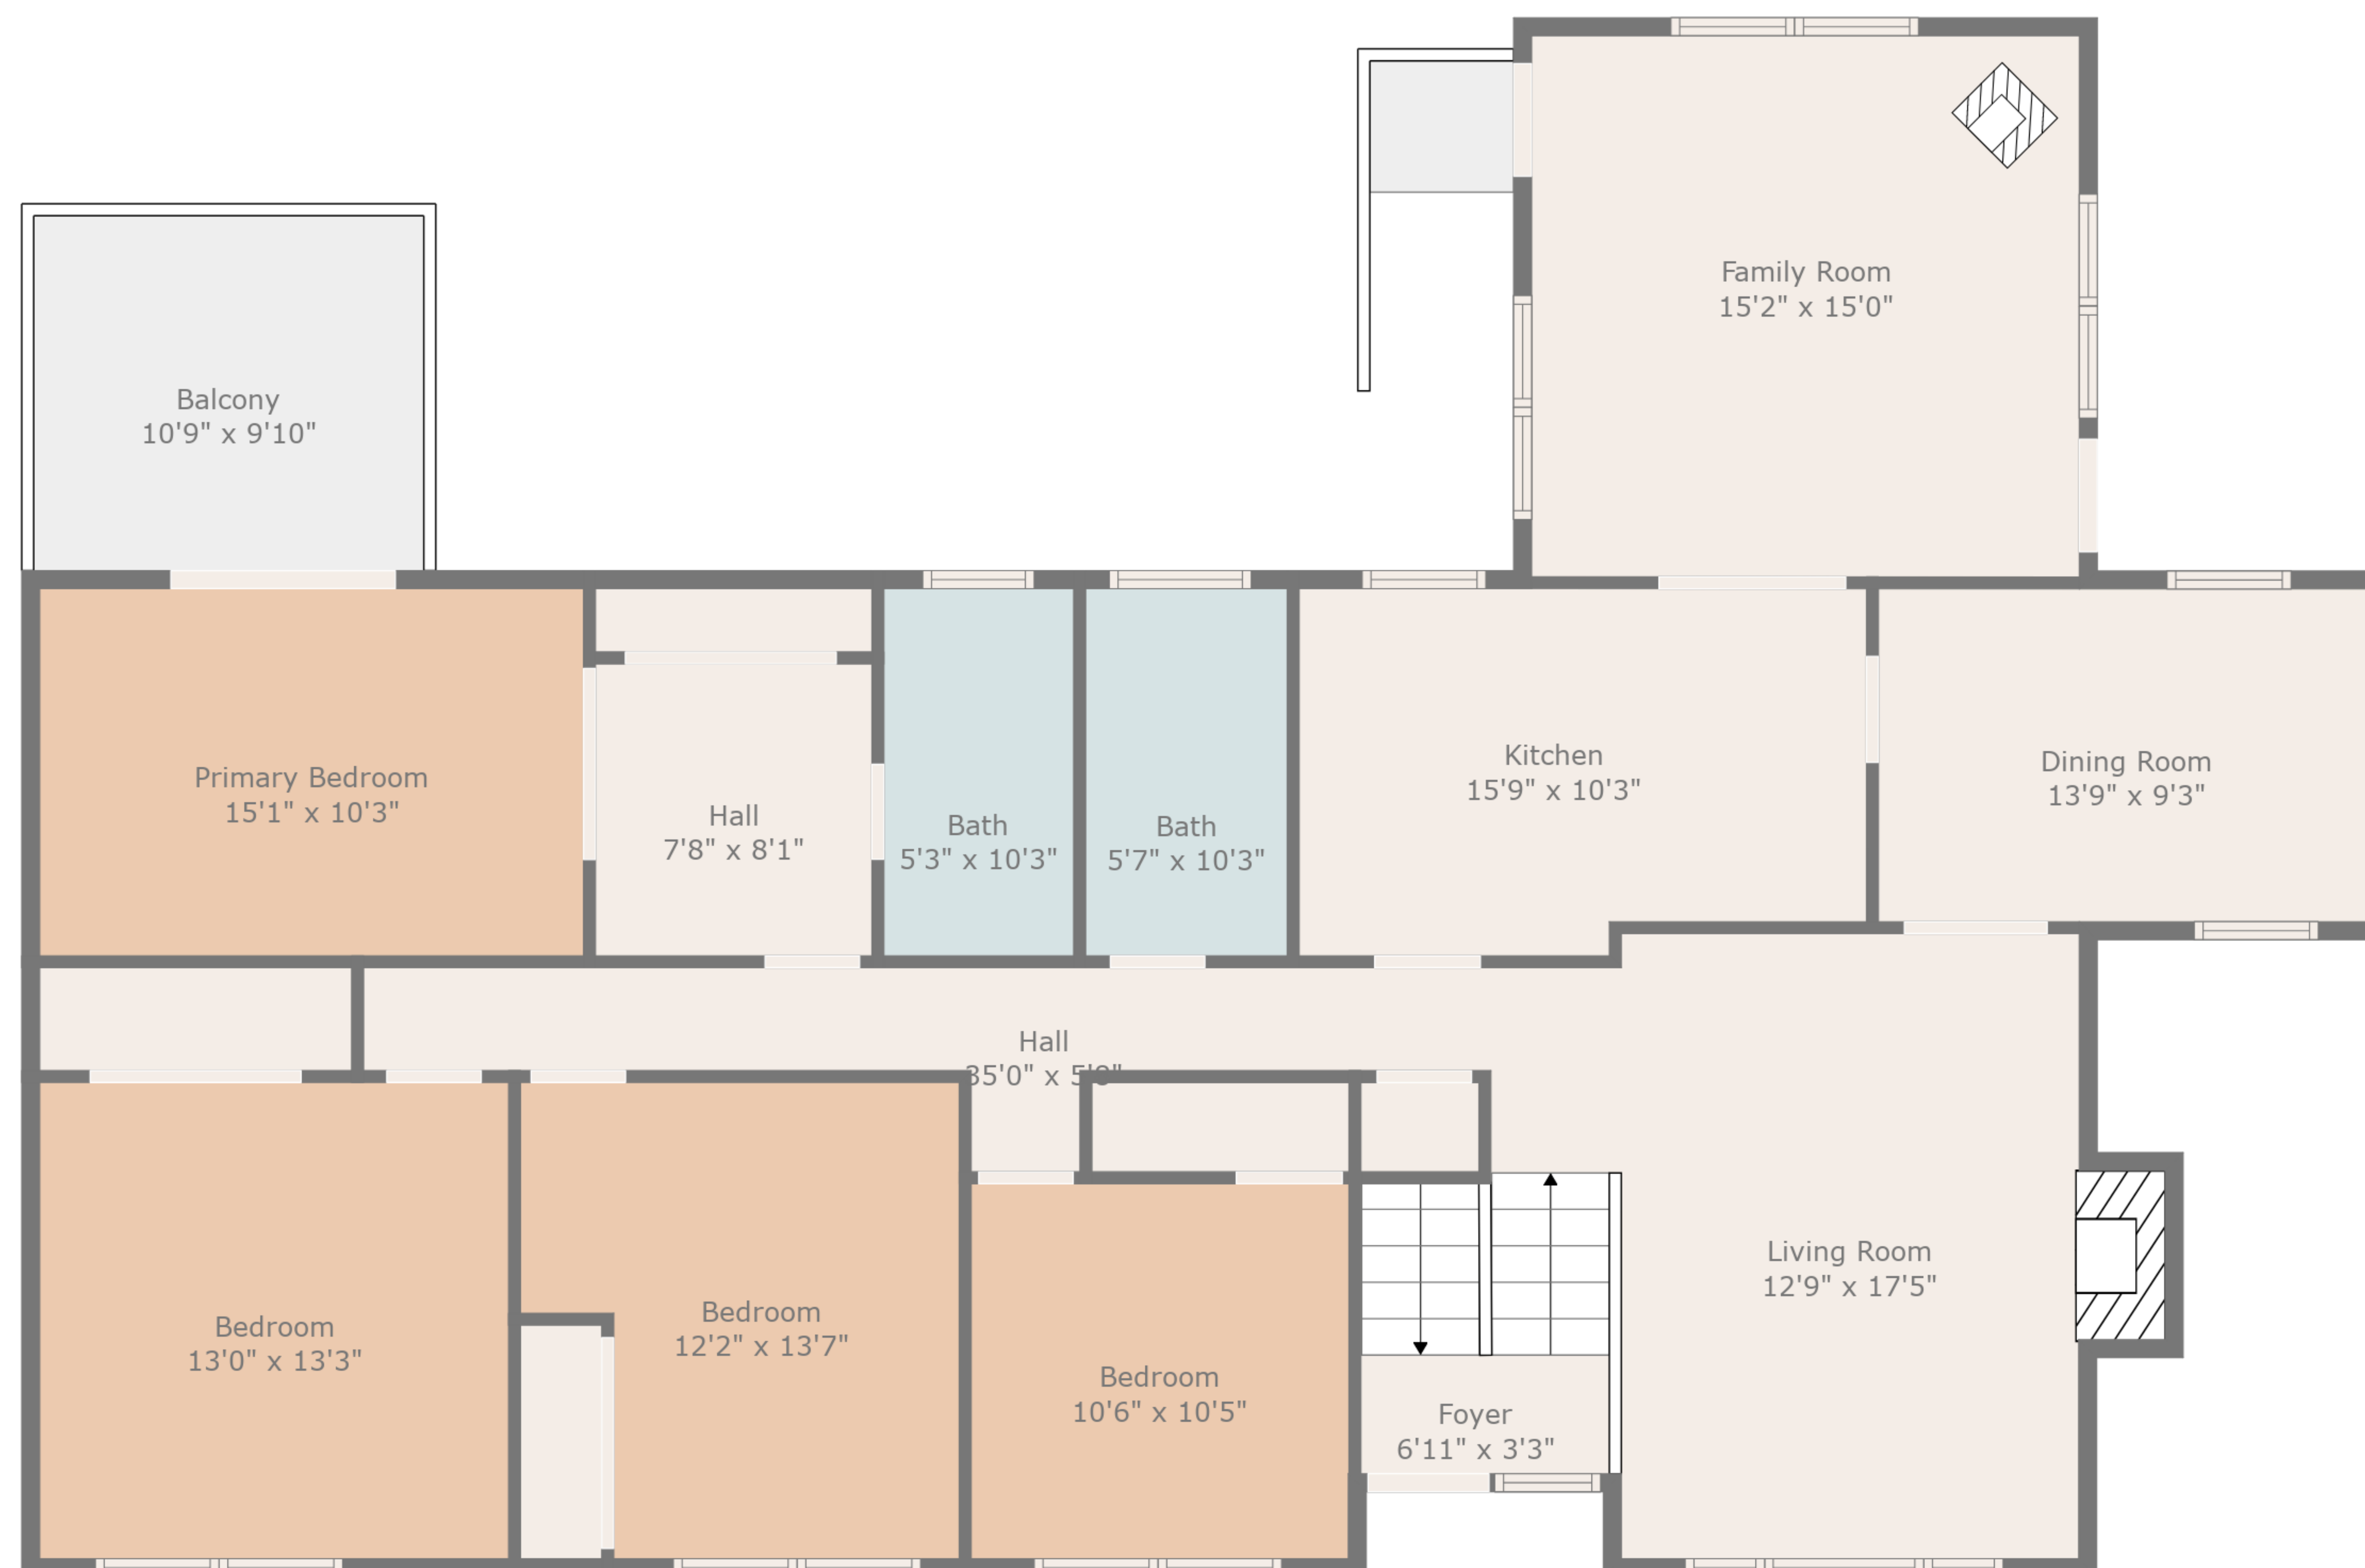 Family Room
15'2" x 15'0"
Balcony
10'9" x 9'10"
Primary Bedroom
15'1" x 10'3"
Hall
7'8" x 8'1"
Bath
5'3" x 10'3"
Bath
5'7" x 10'3"
Kitchen
15'9" x 10'3"
Dining Room
13'9" x 9'3"
Hall
35'0" x
Living Room
12'9" x 17'5"
Bedroom
13'0" x 13'3"
Bedroom
12'2" x 13'7"
Bedroom
10'6" x 10'5"
Foyer
6'11" x 3'3"